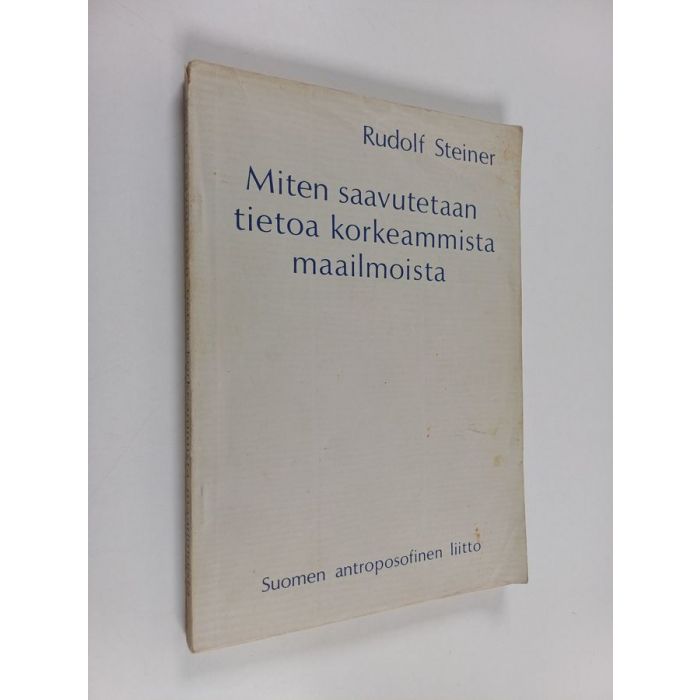 Rudolf Steiner
Miten saavutetaan
tietoa korkeammista
maailmoista
Suomen antroposofinen liitto